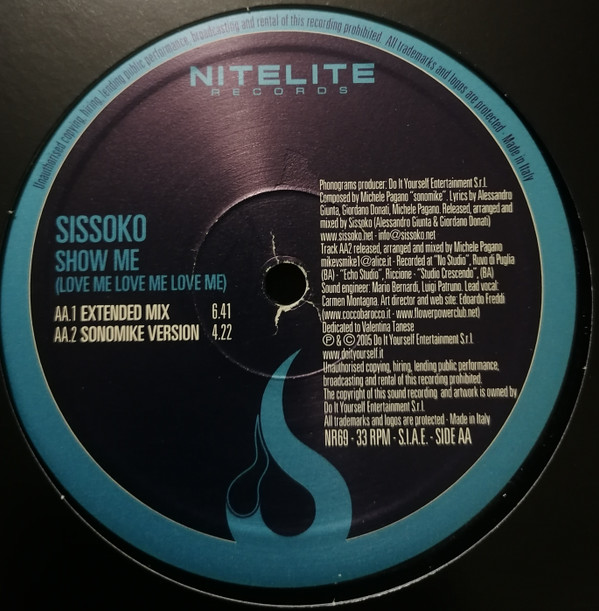 Unauthorised copying, hiring, lending public performance, broadcasting and rental of this recording prohibited. All trademarks and logos are protected - Made in Italy
NITELITE
RECORDS
SISSOKO
SHOW ME
(LOVE ME LOVE ME LOVE ME)
AA.1 EXTENDED MIX 6.41
AA.2 SONOMIKE VERSION 4.22
Phonograms producer: Do It Yourself Entertainment S.r.l.
Composed by Michele Pagano "sonomike". Lyrics by Alessandro
Giunta, Giordano Donati, Michele Pagano. Released, arranged and
mixed by Sissoko (Alessandro Giunta & Giordano Donati)
www.sissoko.net - info@sissoko.net
Track AA2 released, arranged and mixed by Michele Pagano
mikevsmike1@alice.it - Recorded at "No Studio", Ruvo di Puglia
(BA) - "Echo Studio", Riccione - "Studio Crescendo", (BA)
Sound engineer: Mario Bernardi, Luigi Patruno. Lead vocal:
Carmen Montagna. Art director and web site: Edoardo Freddi
(www.coccobarocco.it - www.flowerpowerclub.net)
Dedicated to Valentina Tanese
℗ & © 2005 Do It Yourself Entertainment S.r.l.
www.deityourself.it
Unauthorised copying, hiring, lending public performance,
broadcasting and rental of this recording prohibited.
The copyright of this sound recording and artwork is owned by
Do It Yourself Entertainment S.r.l.
All trademarks and logos are protected - Made in Italy
NR69 - 33 RPM - S.I.A.E. - SIDE AA